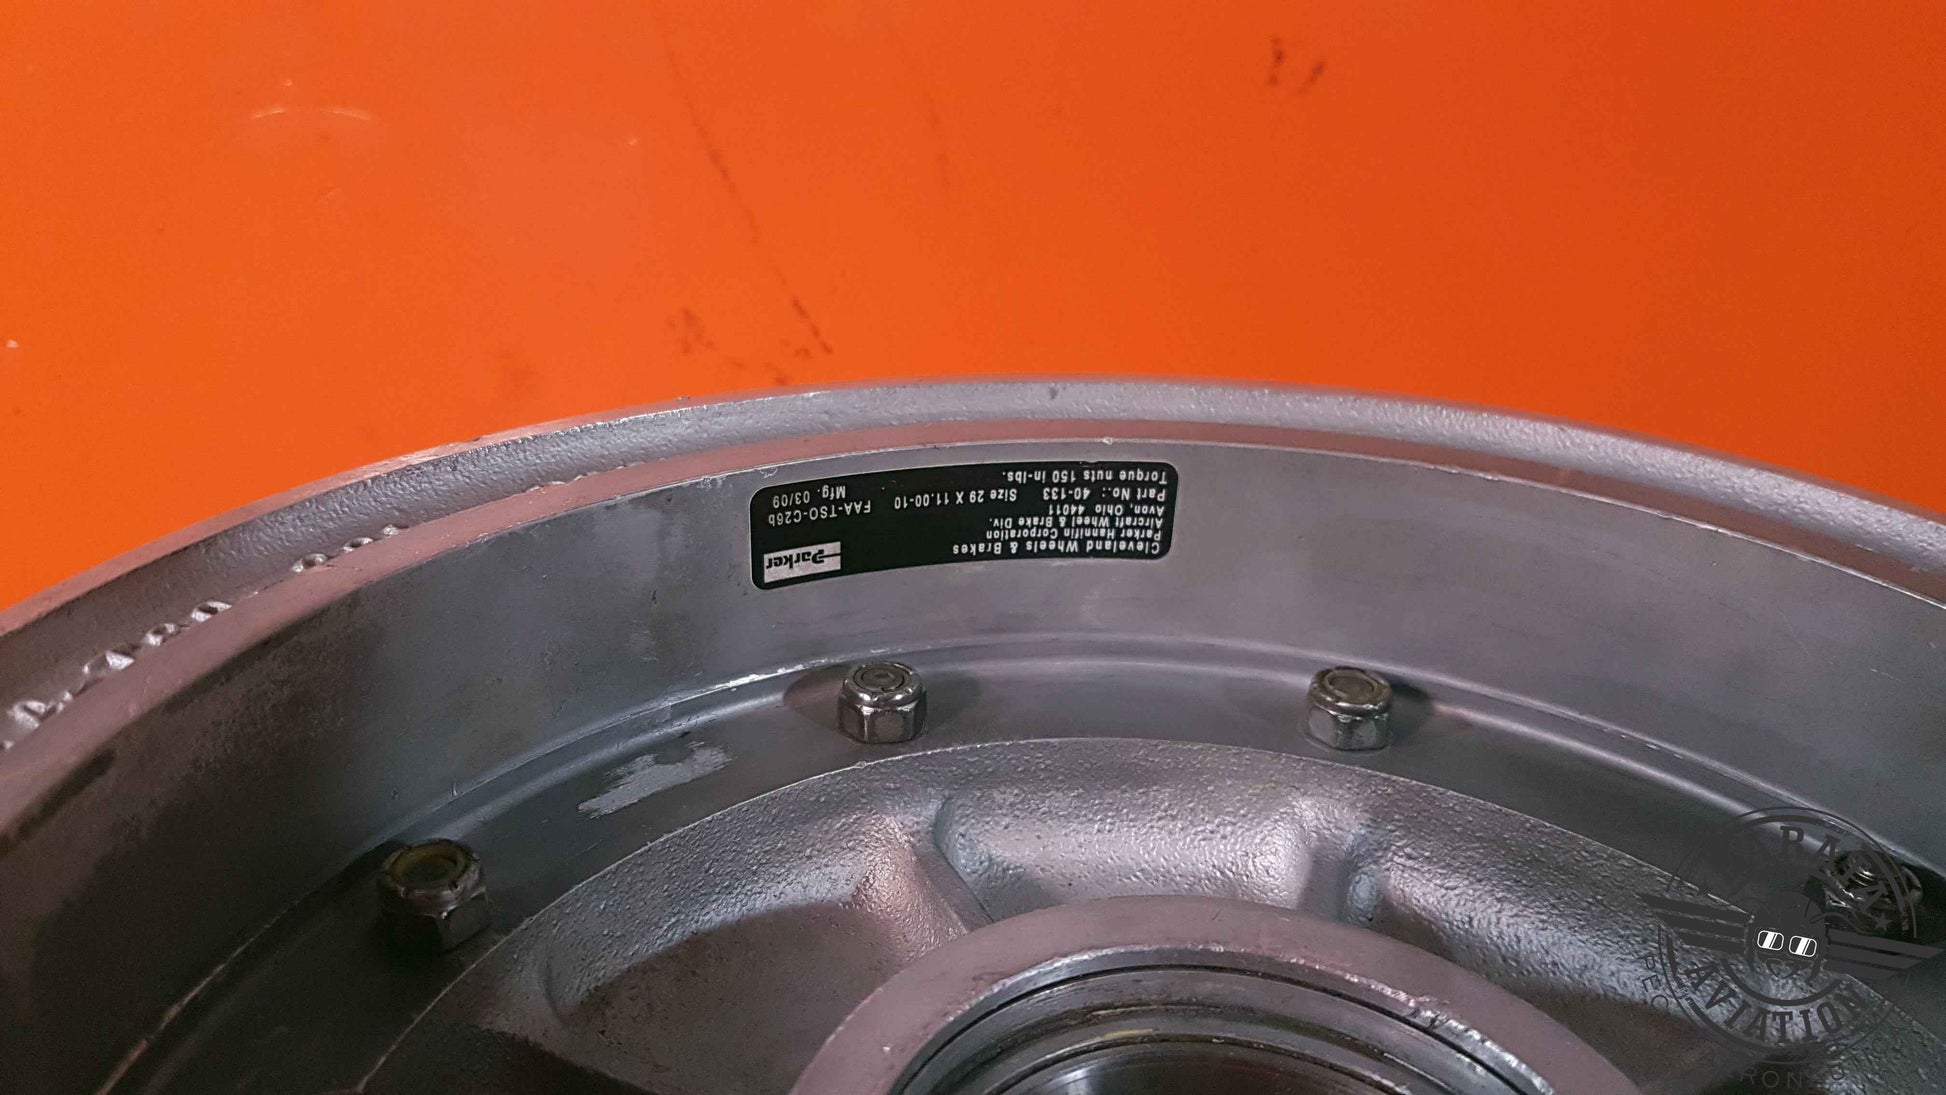 Cleveland Wheels & Brakes
Parker Hannifin Corporation
Aircraft Wheel & Brake Div.
Avon, Ohio 44011
Part No.: 40-133 Size 29 X 11.00-10 FAA-TSO-C26b
Torque nuts 150 in-lbs. Mfg. 03/09
Parker
AVIATION